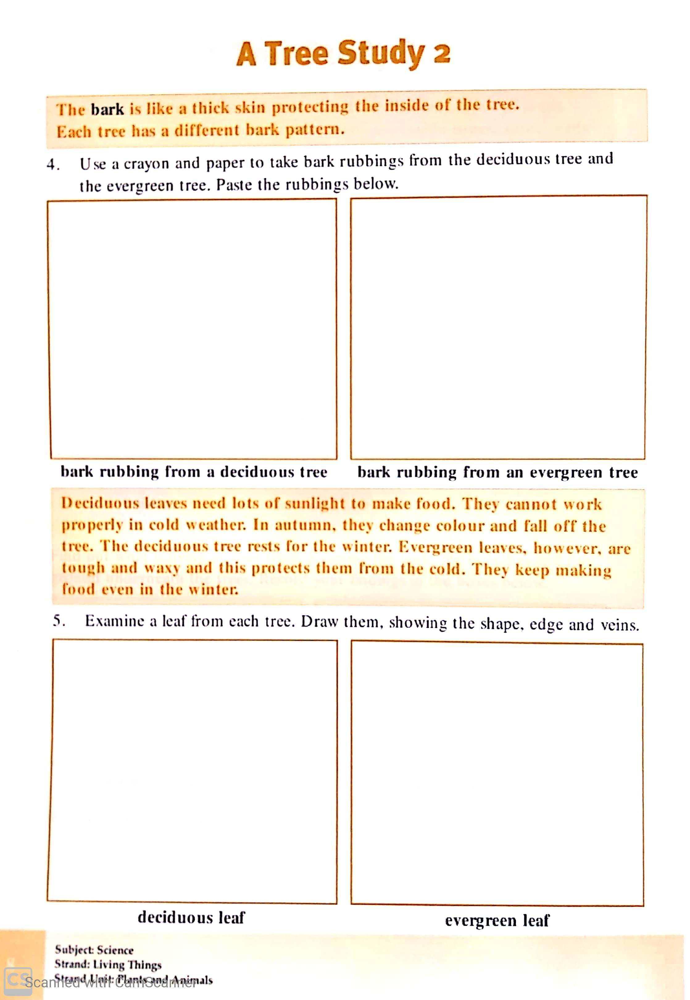 A Tree Study 2
The bark is like a thick skin protecting the inside of the tree.
Each tree has a different bark pattern.
4. Use a crayon and paper to take bark rubbings from the deciduous tree and
the evergreen tree. Paste the rubbings below.
bark rubbing from a deciduous tree
bark rubbing from an evergreen tree
Deciduous leaves need lots of sunlight to make food. They cannot work
properly in cold weather. In autumn, they change colour and fall off the
tree. The deciduous tree rests for the winter. Evergreen leaves, however, are
tough and waxy and this protects them from the cold. They keep making
food even in the winter.
5. Examine a leaf from each tree. Draw them, showing the shape, edge and veins.
deciduous leaf
evergreen leaf
Subject: Science
Strand: Living Things
Strand Unit: Plants and Animals
CS Scanned with CamScanner